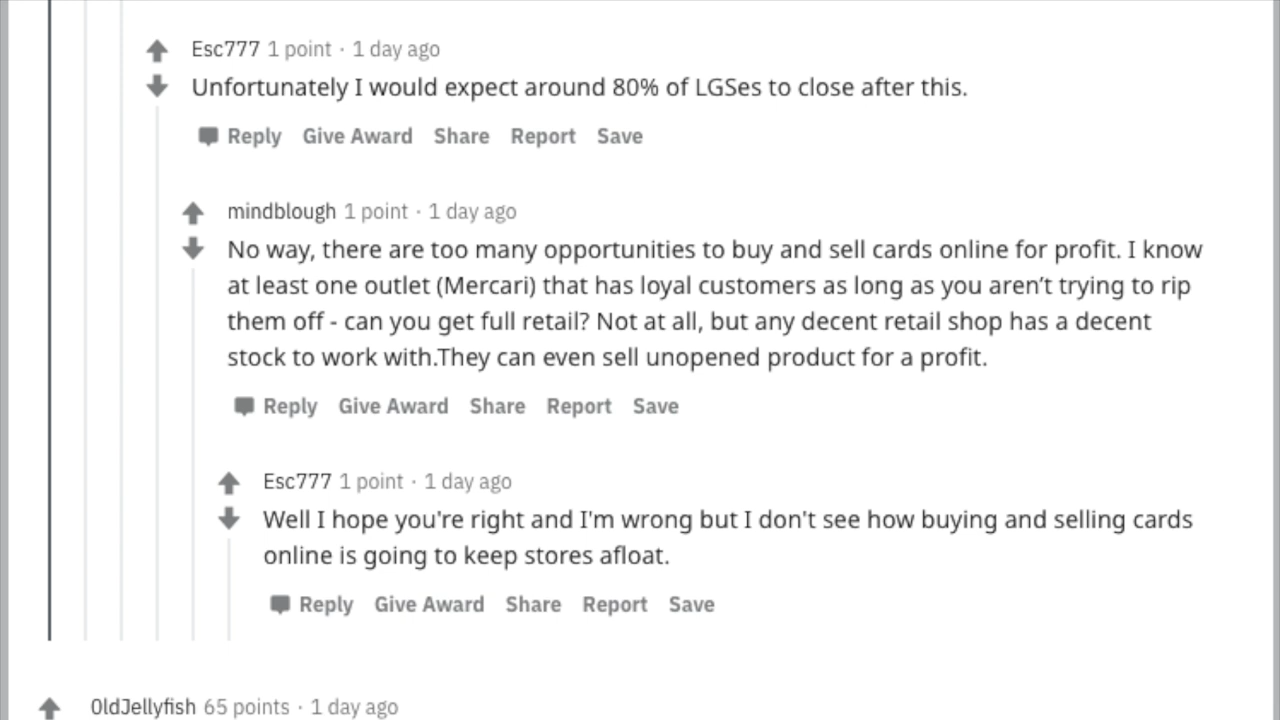 Esc777 1 point · 1 day ago
Unfortunately I would expect around 80% of LGSes to close after this.
Reply Give Award Share Report Save
mindblough 1 point · 1 day ago
No way, there are too many opportunities to buy and sell cards online for profit. I know
at least one outlet (Mercari) that has loyal customers as long as you aren’t trying to rip
them off - can you get full retail? Not at all, but any decent retail shop has a decent
stock to work with.They can even sell unopened product for a profit.
Reply Give Award Share Report Save
Esc777 1 point · 1 day ago
Well I hope you're right and I'm wrong but I don't see how buying and selling cards
online is going to keep stores afloat.
Reply Give Award Share Report Save
0ldJellyfish 65 points · 1 day ago